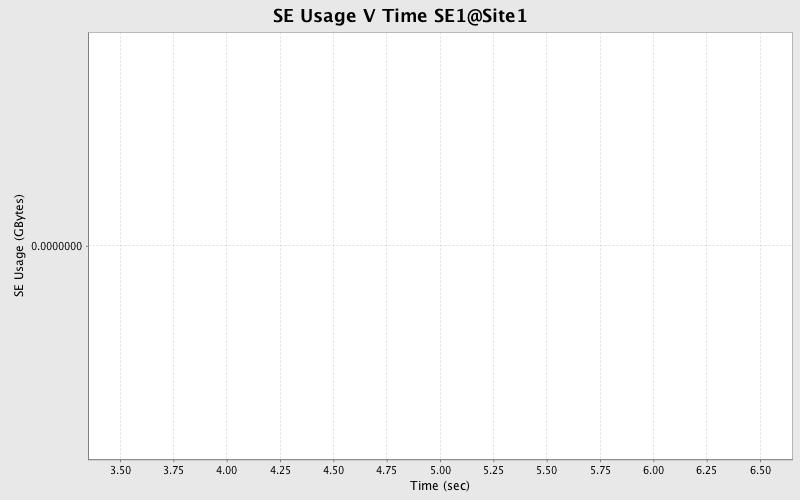 SE Usage V Time SE1@Site1
SE Usage (GBytes)
0.0000000
3.50 3.75 4.00 4.25 4.50 4.75 5.00 5.25 5.50 5.75 6.00 6.25 6.50
Time (sec)